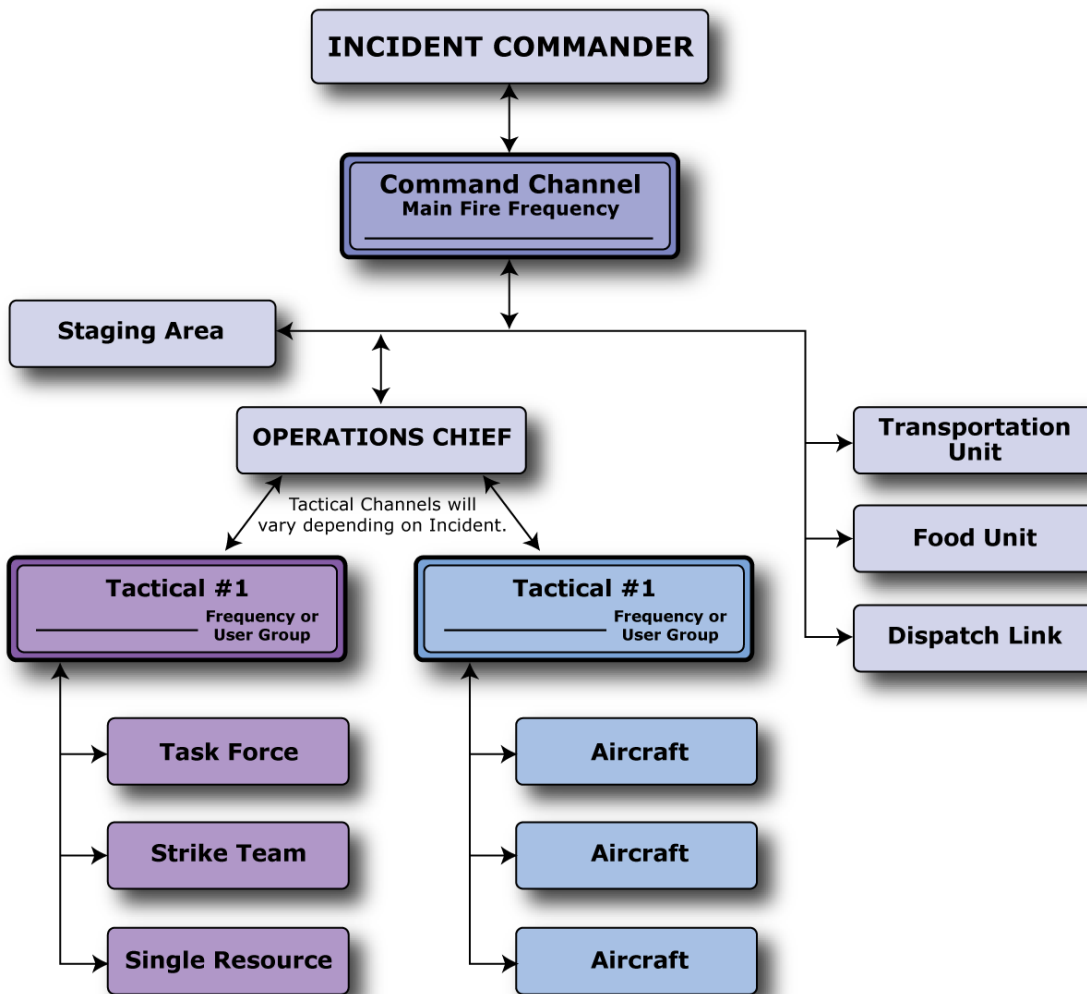 INCIDENT COMMANDER
Command Channel
Main Fire Frequency
Staging Area
OPERATIONS CHIEF
Transportation
Unit
Tactical Channels will
vary depending on Incident.
Food Unit
Tactical #1
Frequency or
User Group
Tactical #1
Frequency or
User Group
Dispatch Link
Task Force
Aircraft
Strike Team
Aircraft
Single Resource
Aircraft